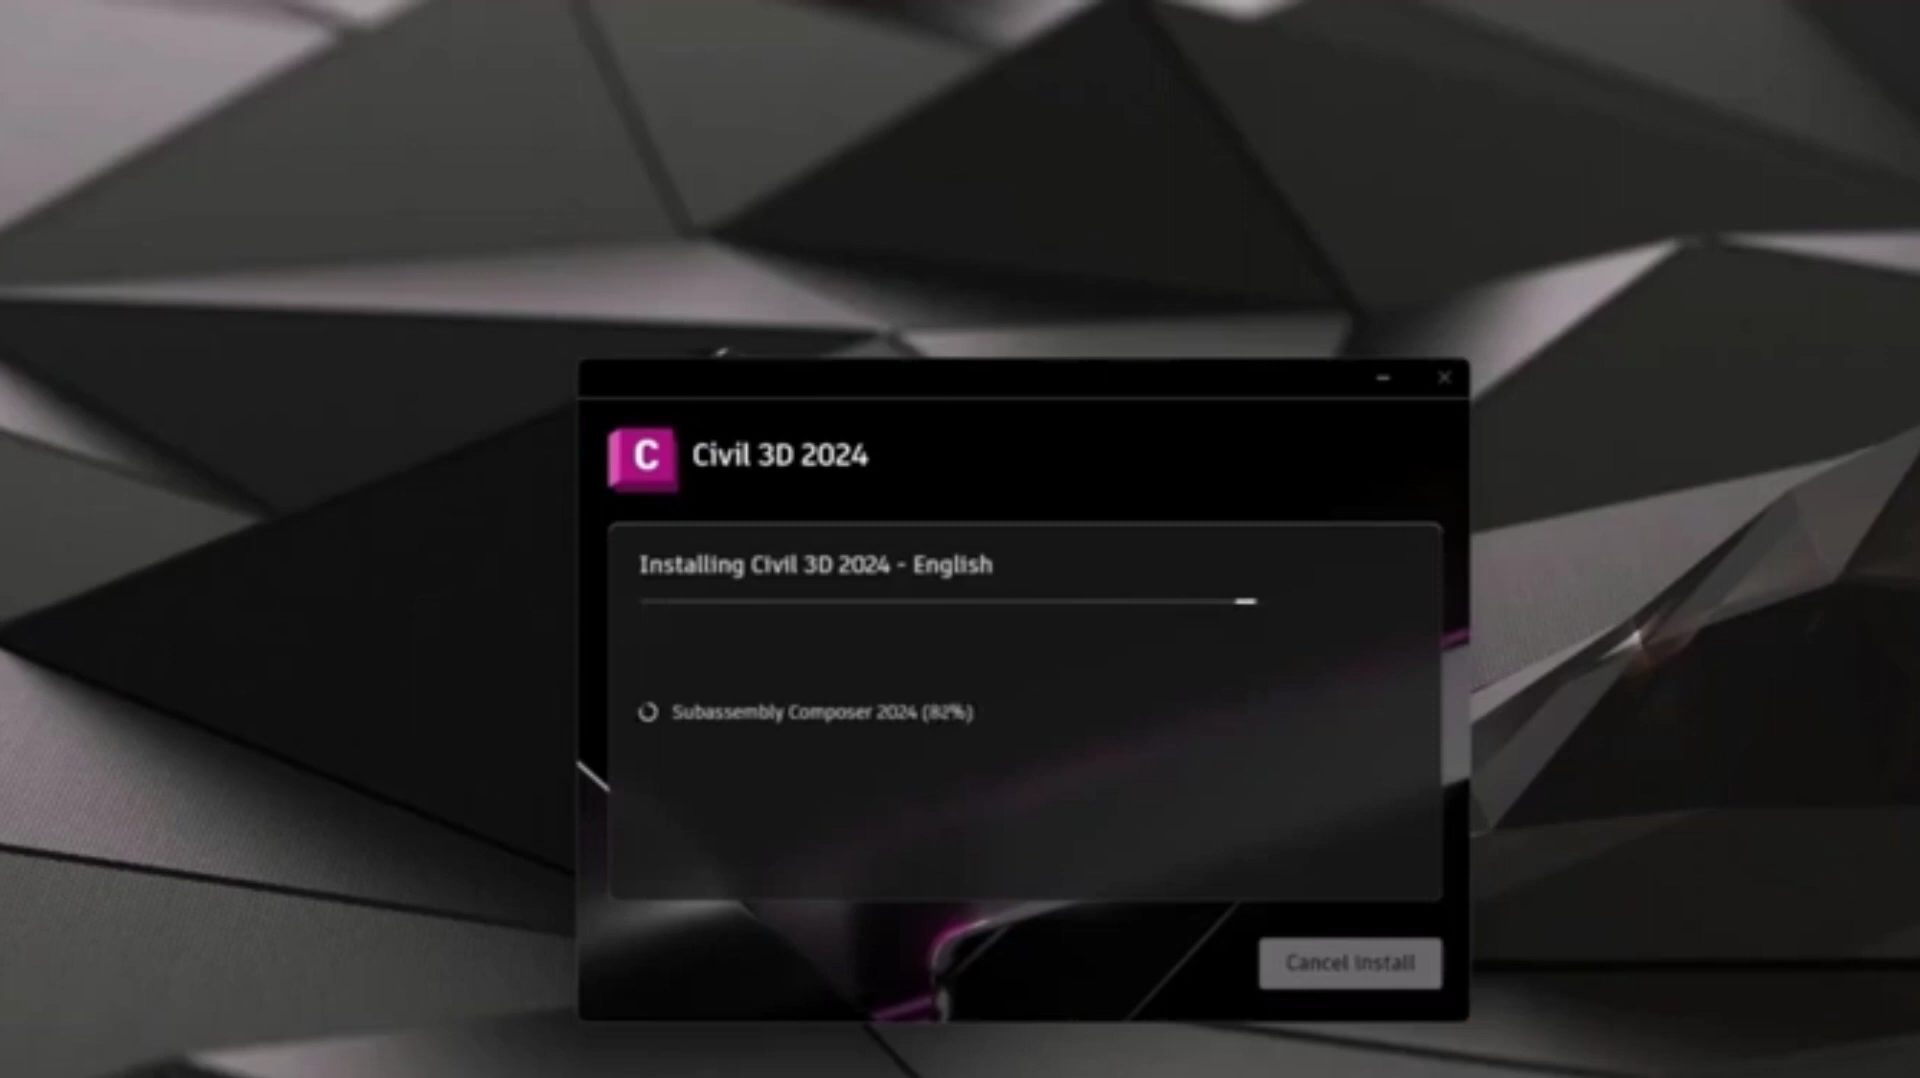 C
Civil 3D 2024
Installing Civil 3D 2024 - English
Subassembly Composer 2024 (82%)
Cancel Install